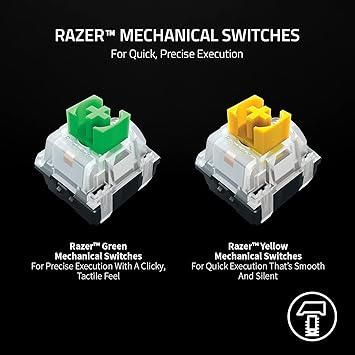 RAZER™ MECHANICAL SWITCHES
For Quick, Precise Execution
Razer™ Green
Mechanical Switches
For Precise Execution With A Clicky,
Tactile Feel
Razer™ Yellow
Mechanical Switches
For Quick Execution That's Smooth
And Silent